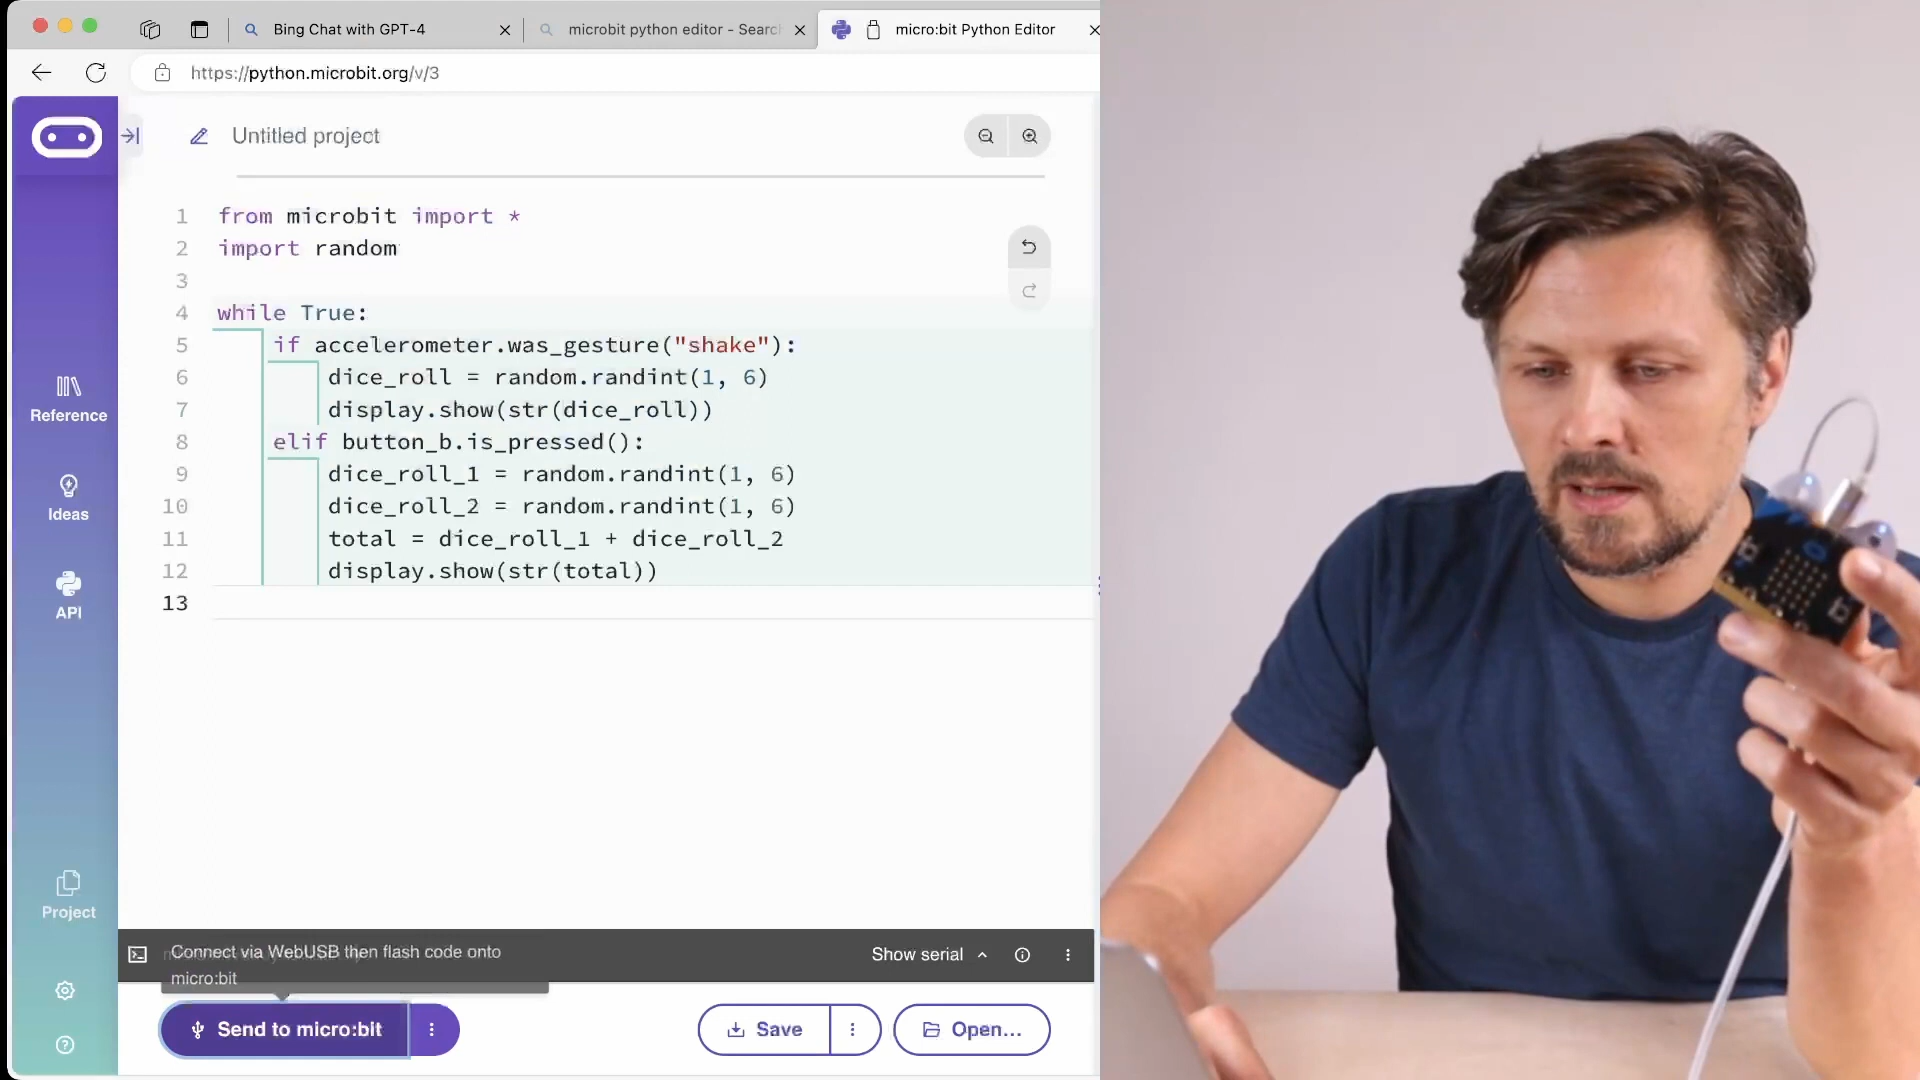 Bing Chat with GPT-4
microbit python editor - Searc
micro:bit Python Editor
https://python.microbit.org/v/3
Untitled project
1 from microbit import *
2 import random
3
4 while True:
5 if accelerometer.was_gesture("shake"):
6 dice_roll = random.randint(1, 6)
7 display.show(str(dice_roll))
8 elif button_b.is_pressed():
9 dice_roll_1 = random.randint(1, 6)
10 dice_roll_2 = random.randint(1, 6)
11 total = dice_roll_1 + dice_roll_2
12 display.show(str(total))
13
Reference
Ideas
API
Project
Connect via WebUSB then flash code onto
micro:bit
Show serial
Send to micro:bit
Save
Open...